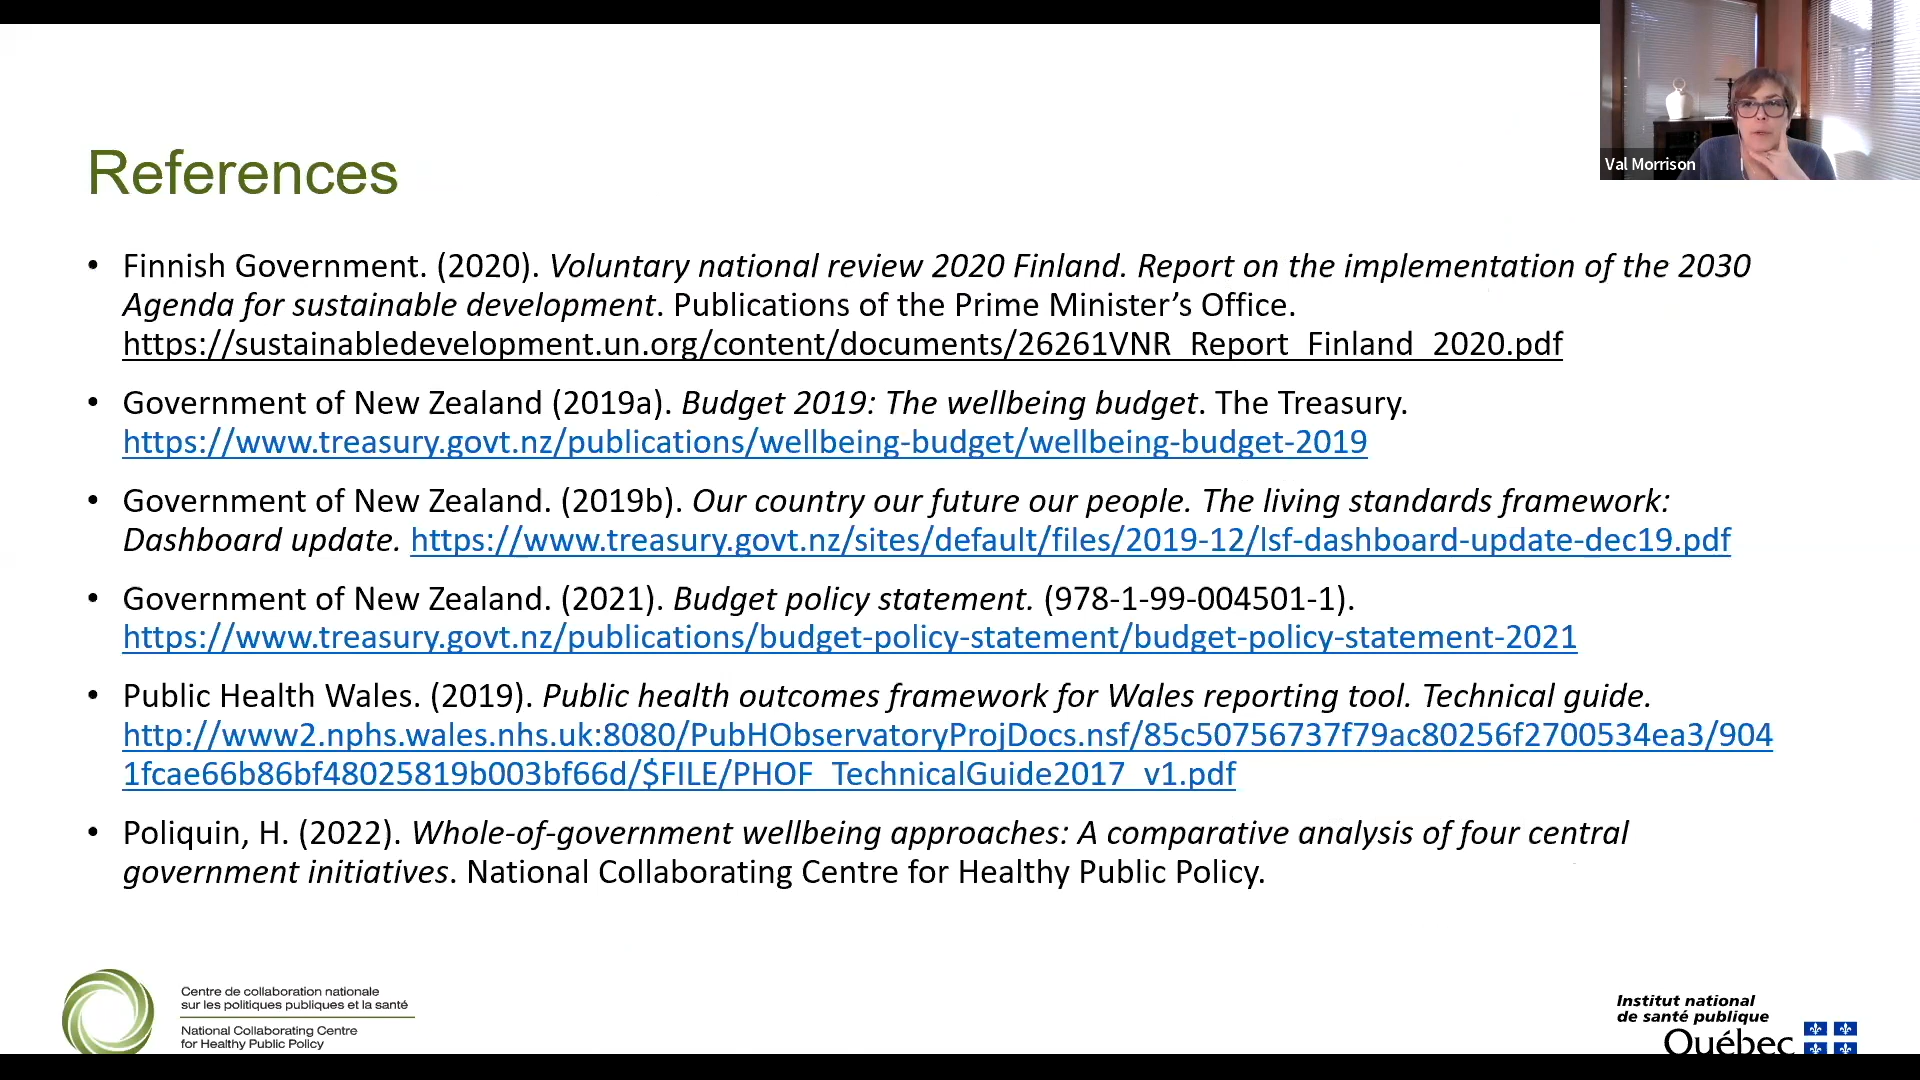 Val Morrison
References
• Finnish Government. (2020). Voluntary national review 2020 Finland. Report on the implementation of the 2030
Agenda for sustainable development. Publications of the Prime Minister’s Office.
https://sustainabledevelopment.un.org/content/documents/26261VNR_Report_Finland_2020.pdf
• Government of New Zealand (2019a). Budget 2019: The wellbeing budget. The Treasury.
https://www.treasury.govt.nz/publications/wellbeing-budget/wellbeing-budget-2019
• Government of New Zealand. (2019b). Our country our future our people. The living standards framework:
Dashboard update. https://www.treasury.govt.nz/sites/default/files/2019-12/lsf-dashboard-update-dec19.pdf
• Government of New Zealand. (2021). Budget policy statement. (978-1-99-004501-1).
https://www.treasury.govt.nz/publications/budget-policy-statement/budget-policy-statement-2021
• Public Health Wales. (2019). Public health outcomes framework for Wales reporting tool. Technical guide.
http://www2.nphs.wales.nhs.uk:8080/PubHObservatoryProjDocs.nsf/85c50756737f79ac80256f2700534ea3/904
1fcae66b86bf48025819b003bf66d/$FILE/PHOF_TechnicalGuide2017_v1.pdf
• Poliquin, H. (2022). Whole-of-government wellbeing approaches: A comparative analysis of four central
government initiatives. National Collaborating Centre for Healthy Public Policy.
Centre de collaboration nationale
sur les politiques publiques et la santé
National Collaborating Centre
for Healthy Public Policy
Institut national
de santé publique
Québec